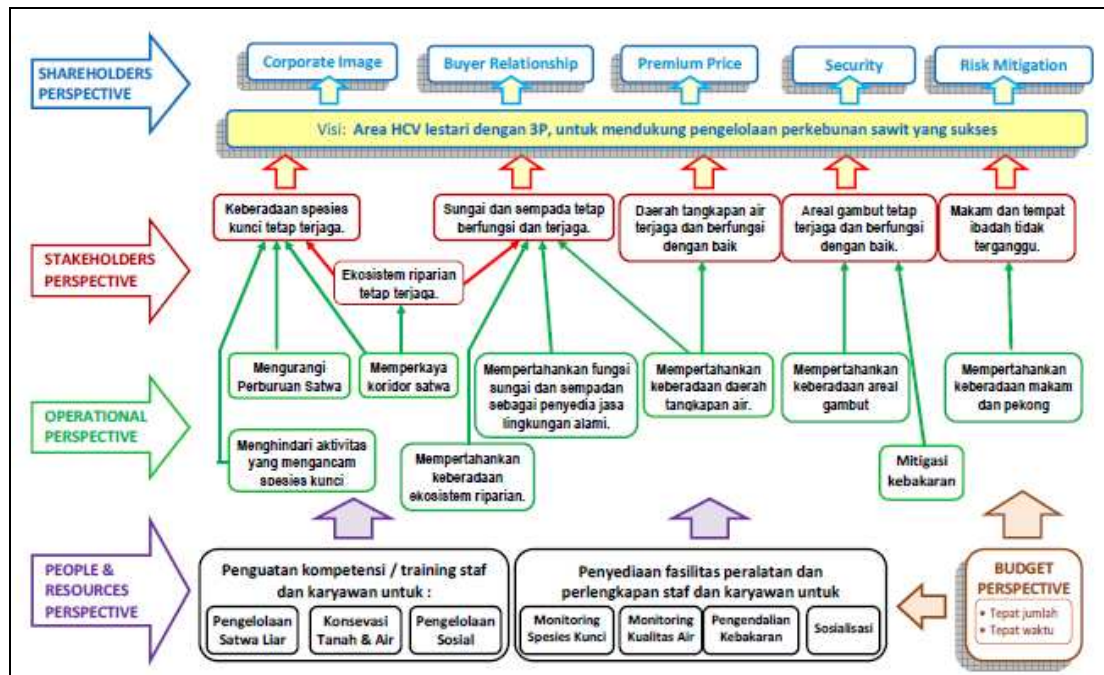 SHAREHOLDERS
PERSPECTIVE
Corporate Image
Buyer Relationship
Premium Price
Security
Risk Mitigation
Visi: Area HCV lestari dengan 3P, untuk mendukung pengelolaan perkebunan sawit yang sukses
STAKEHOLDERS
PERSPECTIVE
Keberadaan spesies
kunci tetap terjaga.
Sungai dan sempada tetap
berfungsi dan terjaga.
Daerah tangkapan air
terjaga dan berfungsi
dengan baik
Areal gambut tetap
terjaga dan berfungsi
dengan baik.
Makam dan tempat
ibadah tidak
terganggu.
Ekosistem riparian
tetap terjaga.
OPERATIONAL
PERSPECTIVE
Mengurangi
Perburuan Satwa
Memperkaya
koridor satwa
Mempertahankan fungsi
sungai dan sempadan
sebagai penyedia jasa
lingkungan alami.
Mempertahankan
keberadaan daerah
tangkapan air.
Mempertahankan
keberadaan areal
gambut
Mempertahankan
keberadaan makam
dan pekong
Menghindari aktivitas
yang mengancam
spesies kunci
Mempertahankan
keberadaan
ekosistem riparian.
Mitigasi
kebakaran
PEOPLE &
RESOURCES
PERSPECTIVE
Penguatan kompetensi / training staf
dan karyawan untuk :
Pengelolaan
Satwa Liar
Konsevasi
Tanah & Air
Pengelolaan
Sosial
Penyediaan fasilitas peralatan dan
perlengkapan staf dan karyawan untuk
Monitoring
Spesies Kunci
Monitoring
Kualitas Air
Pengendalian
Kebakaran
Sosialisasi
BUDGET
PERSPECTIVE
• Tepat jumlah
• Tepat waktu